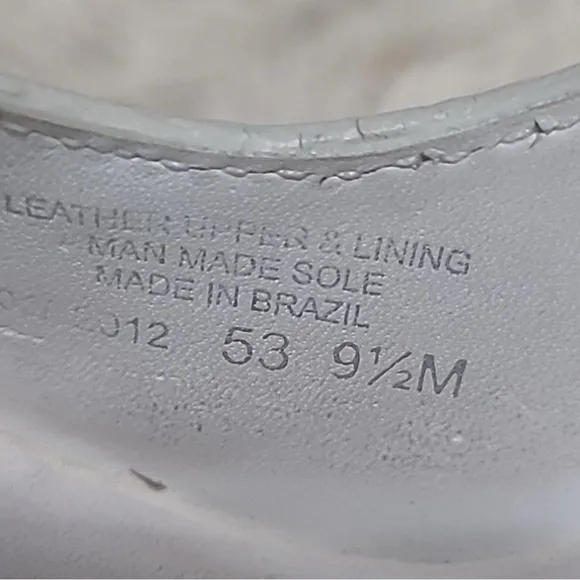 LEATHER UPPER & LINING
MAN MADE SOLE
MADE IN BRAZIL
53 9½M